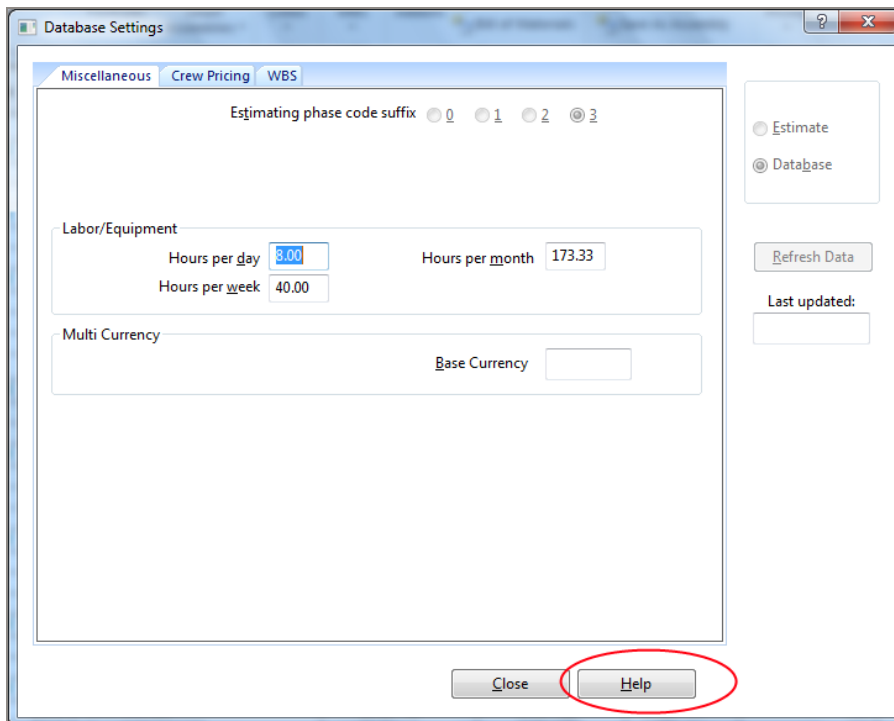 Database Settings
?
Miscellaneous Crew Pricing WBS
Estimating phase code suffix 0 1 2 3
Estimate
Database
Labor/Equipment
Hours per day 8.00 Hours per month 173.33
Hours per week 40.00
Refresh Data
Last updated:
Multi Currency
Base Currency
Close Help